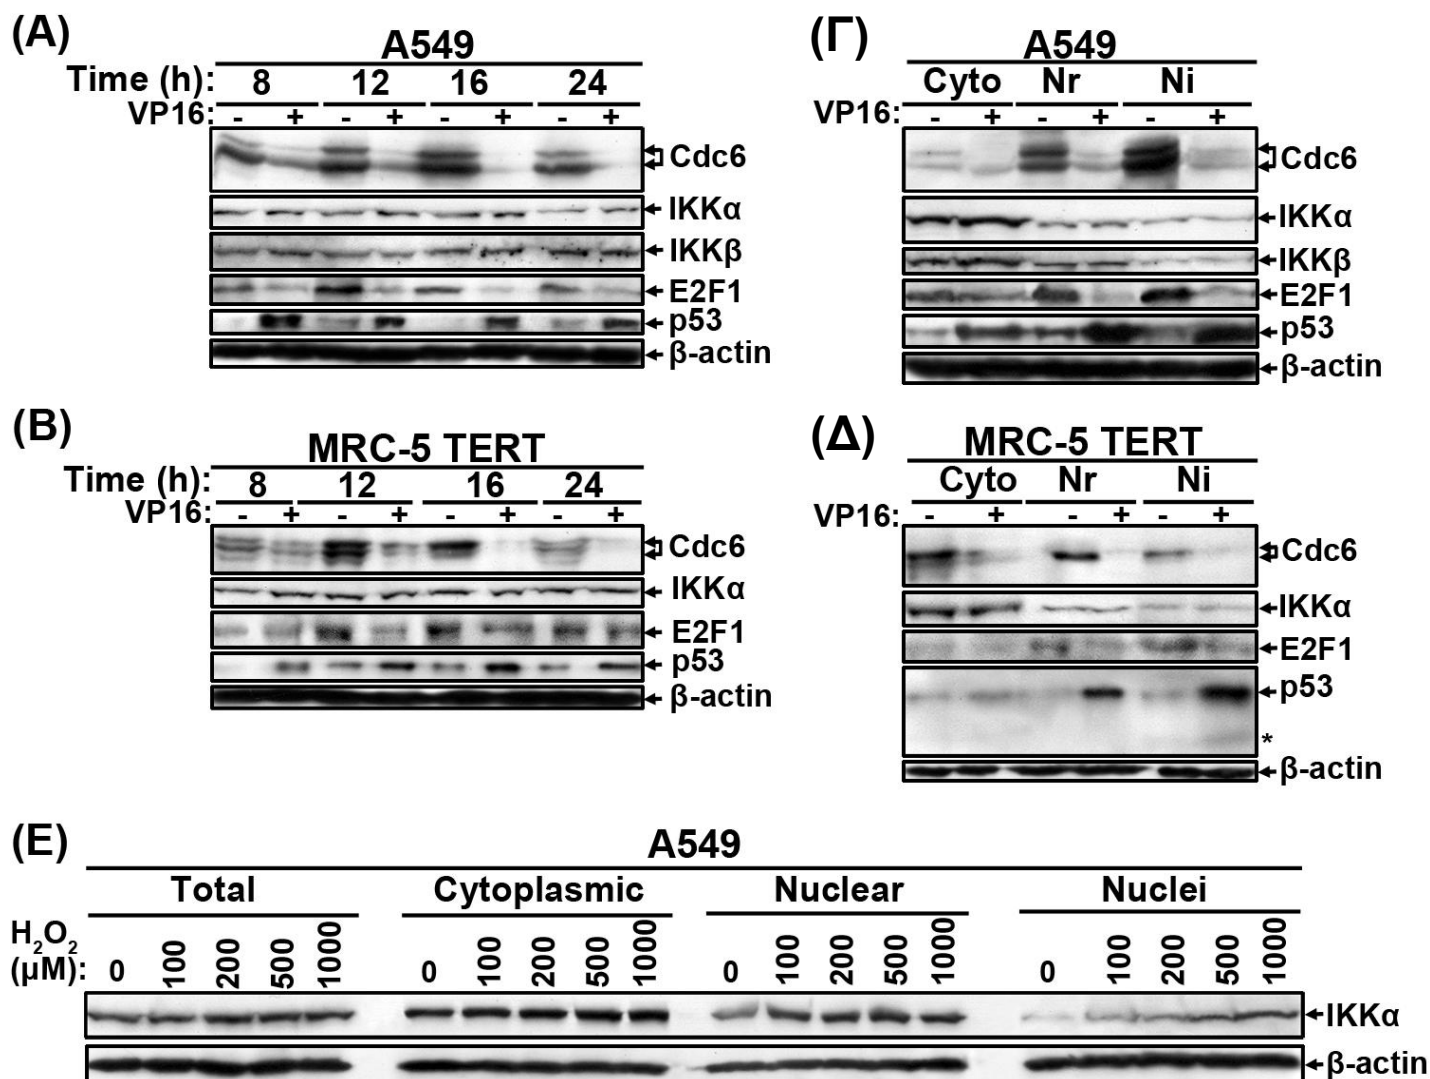 (A)
A549
Time (h): 8 12 16 24
VP16: - + - + - + - +
Cdc6
IKKα
IKKβ
E2F1
p53
β-actin
(Γ)
A549
Cyto Nr Ni
VP16: - + - + - +
Cdc6
IKKα
IKKβ
E2F1
p53
β-actin
(B)
MRC-5 TERT
Time (h): 8 12 16 24
VP16: - + - + - + - +
Cdc6
IKKα
E2F1
p53
β-actin
(Δ)
MRC-5 TERT
Cyto Nr Ni
VP16: - + - + - +
Cdc6
IKKα
E2F1
p53
*
β-actin
(E)
A549
Total Cytoplasmic Nuclear Nuclei
H₂O₂
(μM): 0 100 200 500 1000 0 100 200 500 1000 0 100 200 500 1000 0 100 200 500 1000
IKKα
β-actin